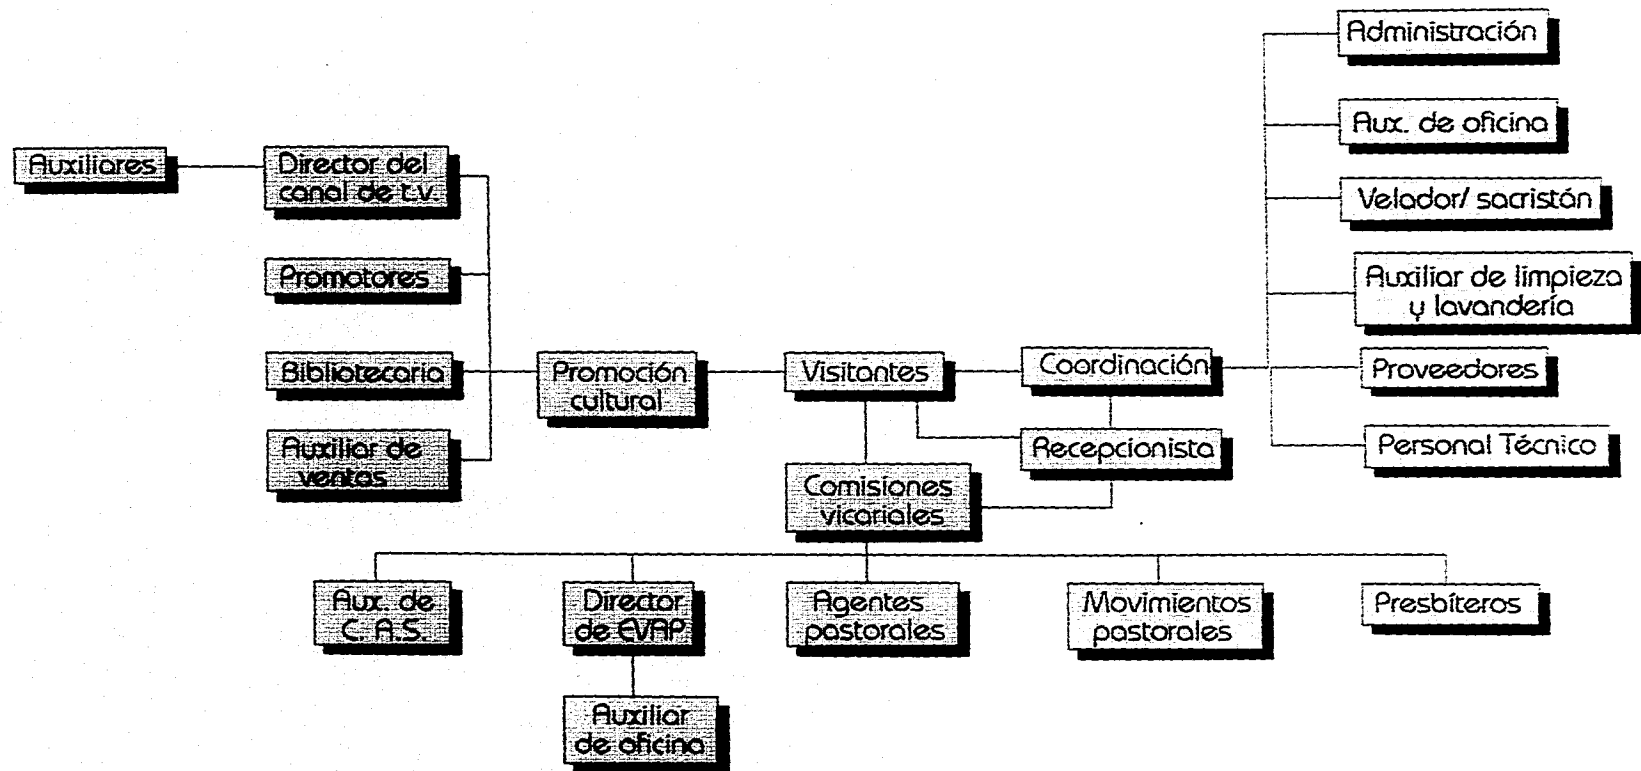 Administración
Aux. de oficina
Auxiliares
Director del
canal de t.v.
Velador/ sacristán
Promotores
Auxiliar de limpieza
y lavandería
Bibliotecaria
Promoción
cultural
Visitantes
Coordinación
Proveedores
Auxiliar de
ventas
Recepcionista
Personal Técnico
Comisiones
vicariales
Aux. de
C. A.S.
Director
de EVAP
Agentes
pastorales
Movimientos
pastorales
Presbíteros
Auxiliar
de oficina